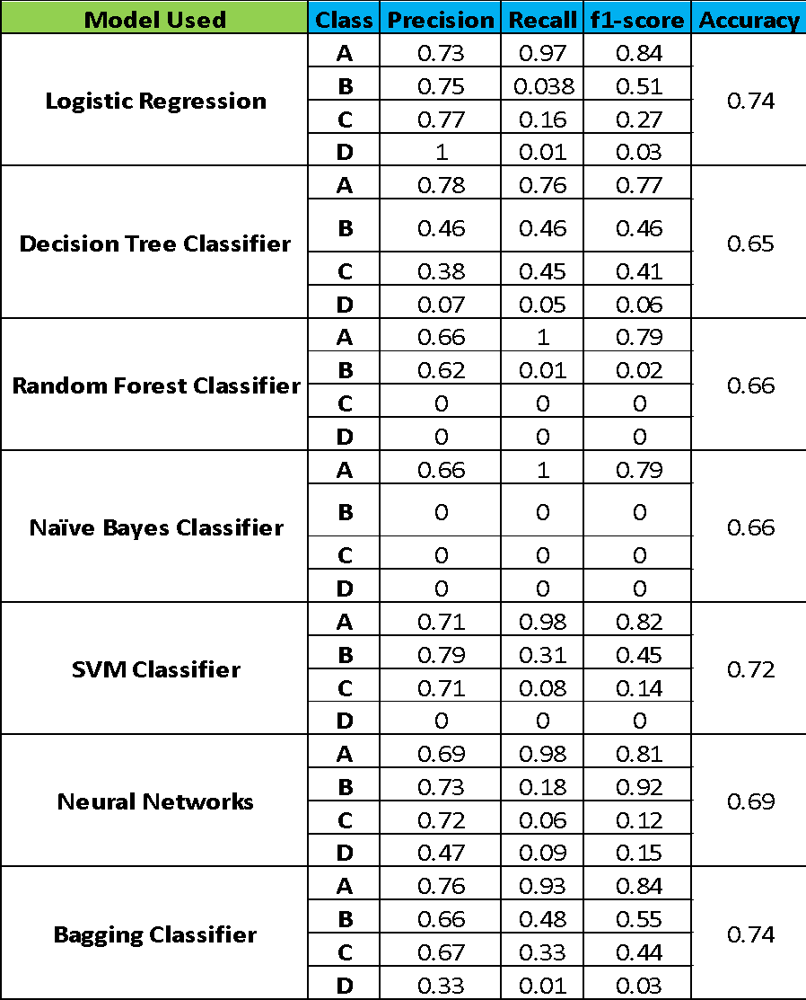 Model Used Class Precision Recall f1-score Accuracy
A 0.73 0.97 0.84
B 0.75 0.038 0.51
Logistic Regression 0.74
C 0.77 0.16 0.27
D 1 0.01 0.03
A 0.78 0.76 0.77
B 0.46 0.46 0.46
Decision Tree Classifier 0.65
C 0.38 0.45 0.41
D 0.07 0.05 0.06
A 0.66 1 0.79
B 0.62 0.01 0.02
Random Forest Classifier 0.66
C 0 0 0
D 0 0 0
A 0.66 1 0.79
B 0 0 0
Naïve Bayes Classifier 0.66
C 0 0 0
D 0 0 0
A 0.71 0.98 0.82
B 0.79 0.31 0.45
SVM Classifier 0.72
C 0.71 0.08 0.14
D 0 0 0
A 0.69 0.98 0.81
B 0.73 0.18 0.92
Neural Networks 0.69
C 0.72 0.06 0.12
D 0.47 0.09 0.15
A 0.76 0.93 0.84
B 0.66 0.48 0.55
Bagging Classifier 0.74
C 0.67 0.33 0.44
D 0.33 0.01 0.03